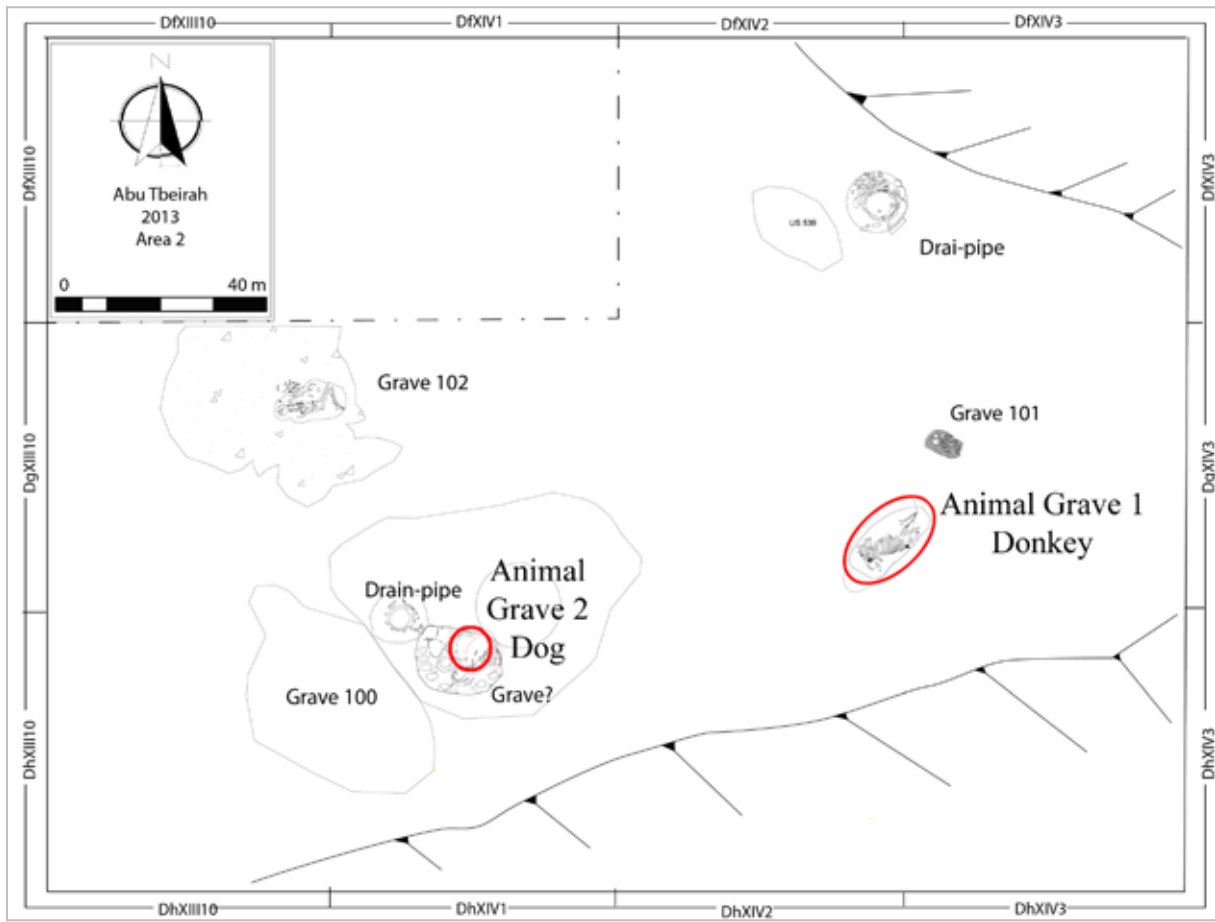 DfXIII10
DfXIV1
DfXIV2
DfXIV3
N
Abu Tbeirah
2013
Area 2
0
40 m
DfXIII10
DfXIV3
US 538
Drai-pipe
Grave 102
Grave 101
DgXIII10
DgXIV3
Animal Grave 1
Donkey
Drain-pipe
Animal
Grave 2
Dog
Grave 100
Grave?
DhXIII10
DhXIV3
DhXIII10
DhXIV1
DhXIV2
DhXIV3